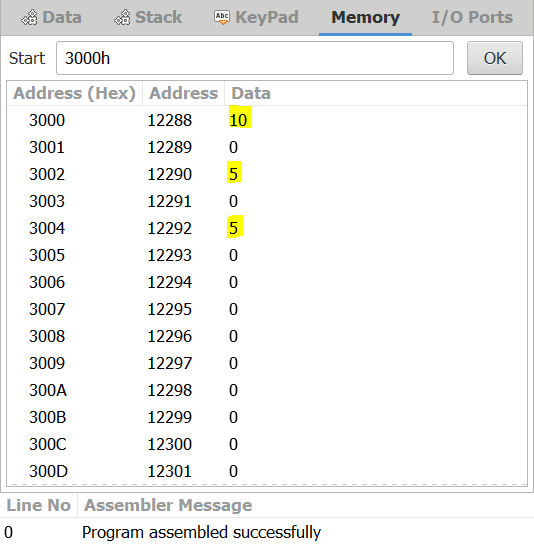 Data Stack Abc KeyPad Memory I/O Ports
Start 3000h OK
Address (Hex) Address Data
3000 12288 10
3001 12289 0
3002 12290 5
3003 12291 0
3004 12292 5
3005 12293 0
3006 12294 0
3007 12295 0
3008 12296 0
3009 12297 0
300A 12298 0
300B 12299 0
300C 12300 0
300D 12301 0
Line No Assembler Message
0 Program assembled successfully